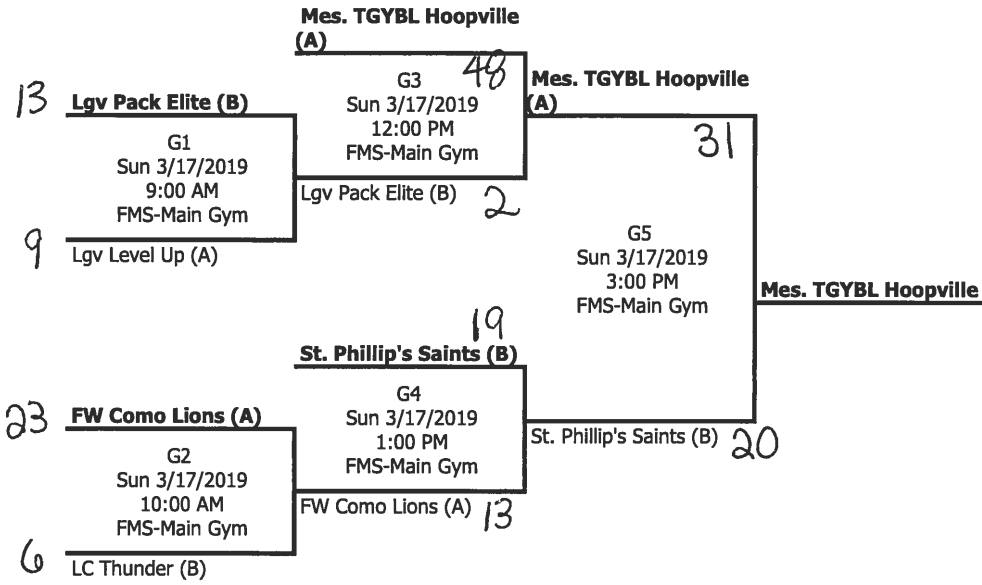 Mes. TGYBL Hoopville
(A)
48
G3
Sun 3/17/2019
12:00 PM
FMS-Main Gym
Mes. TGYBL Hoopville
(A)
13
Lgv Pack Elite (B)
31
G1
Sun 3/17/2019
9:00 AM
FMS-Main Gym
Lgv Pack Elite (B)
2
9
Lgv Level Up (A)
G5
Sun 3/17/2019
3:00 PM
FMS-Main Gym
Mes. TGYBL Hoopville
19
St. Phillip's Saints (B)
G4
Sun 3/17/2019
1:00 PM
FMS-Main Gym
23
FW Como Lions (A)
St. Phillip's Saints (B)
20
G2
Sun 3/17/2019
10:00 AM
FMS-Main Gym
FW Como Lions (A)
13
6
LC Thunder (B)